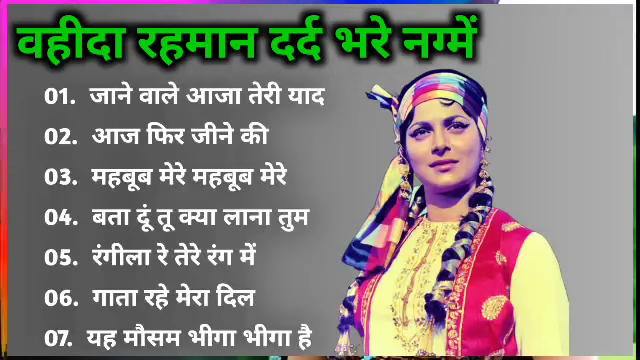 वहीदा रहमान दर्द भरे नग्में
01. जाने वाले आजा तेरी याद
02. आज फिर जीने की
03. महबूब मेरे महबूब मेरे
04. बता दूं तू क्या लाना तुम
05. रंगीला रे तेरे रंग में
06. गाता रहे मेरा दिल
07. यह मौसम भीगा भीगा है